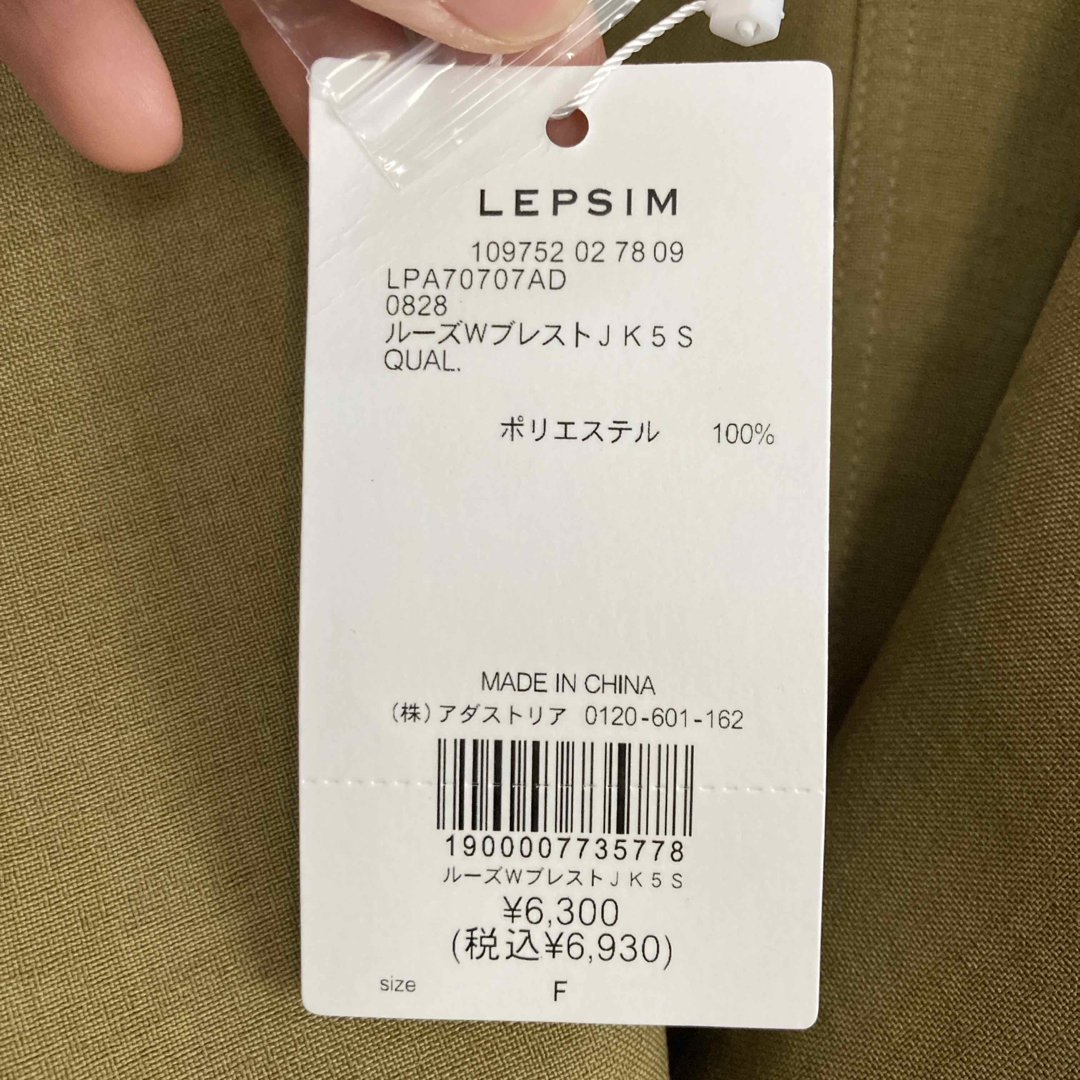 LEPSIM
109752 02 78 09
LPA70707AD
0828
ルーズWブレストJK5S
QUAL.
ポリエステル 100%
MADE IN CHINA
(株)アダストリア 0120-601-162
1900007735778
ルーズWブレストJK5S
¥6,300
(税込¥6,930)
size F